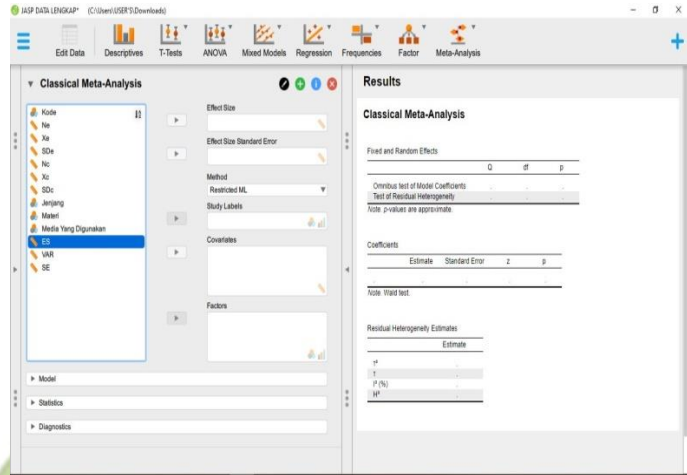 JASP DATA LENGKAP* (C:\Users\USER'S\Downloads)
Edit Data
Descriptives
T-Tests
ANOVA
Mixed Models
Regression
Frequencies
Factor
Meta-Analysis
Classical Meta-Analysis
Kode
Ne
Xe
SDe
Nc
Xc
SDc
Jenjang
Materi
Media Yang Digunakan
ES
VAR
SE
Effect Size
Effect Size Standard Error
Method
Restricted ML
Study Labels
Covariates
Factors
Model
Statistics
Diagnostics
Results
Classical Meta-Analysis
Fixed and Random Effects
Q df p
Omnibus test of Model Coefficients . . .
Test of Residual Heterogeneity . . .
Note. p-values are approximate.
Coefficients
Estimate Standard Error z p
. . . . .
Note. Wald test.
Residual Heterogeneity Estimates
Estimate
τ² .
τ .
I² (%) .
H² .